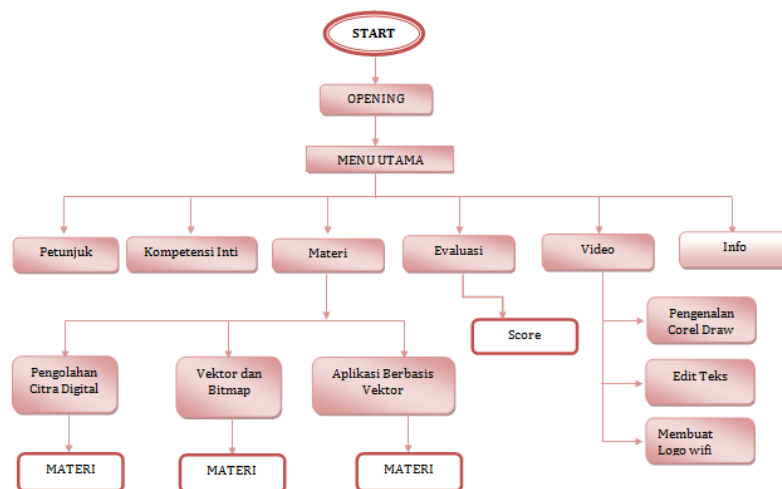 START
OPENING
MENU UTAMA
Petunjuk
Kompetensi Inti
Materi
Evaluasi
Video
Info
Score
Pengenalan
Corel Draw
Edit Teks
Membuat
Logo wifi
Pengolahan
Citra Digital
Vektor dan
Bitmap
Aplikasi Berbasis
Vektor
MATERI
MATERI
MATERI